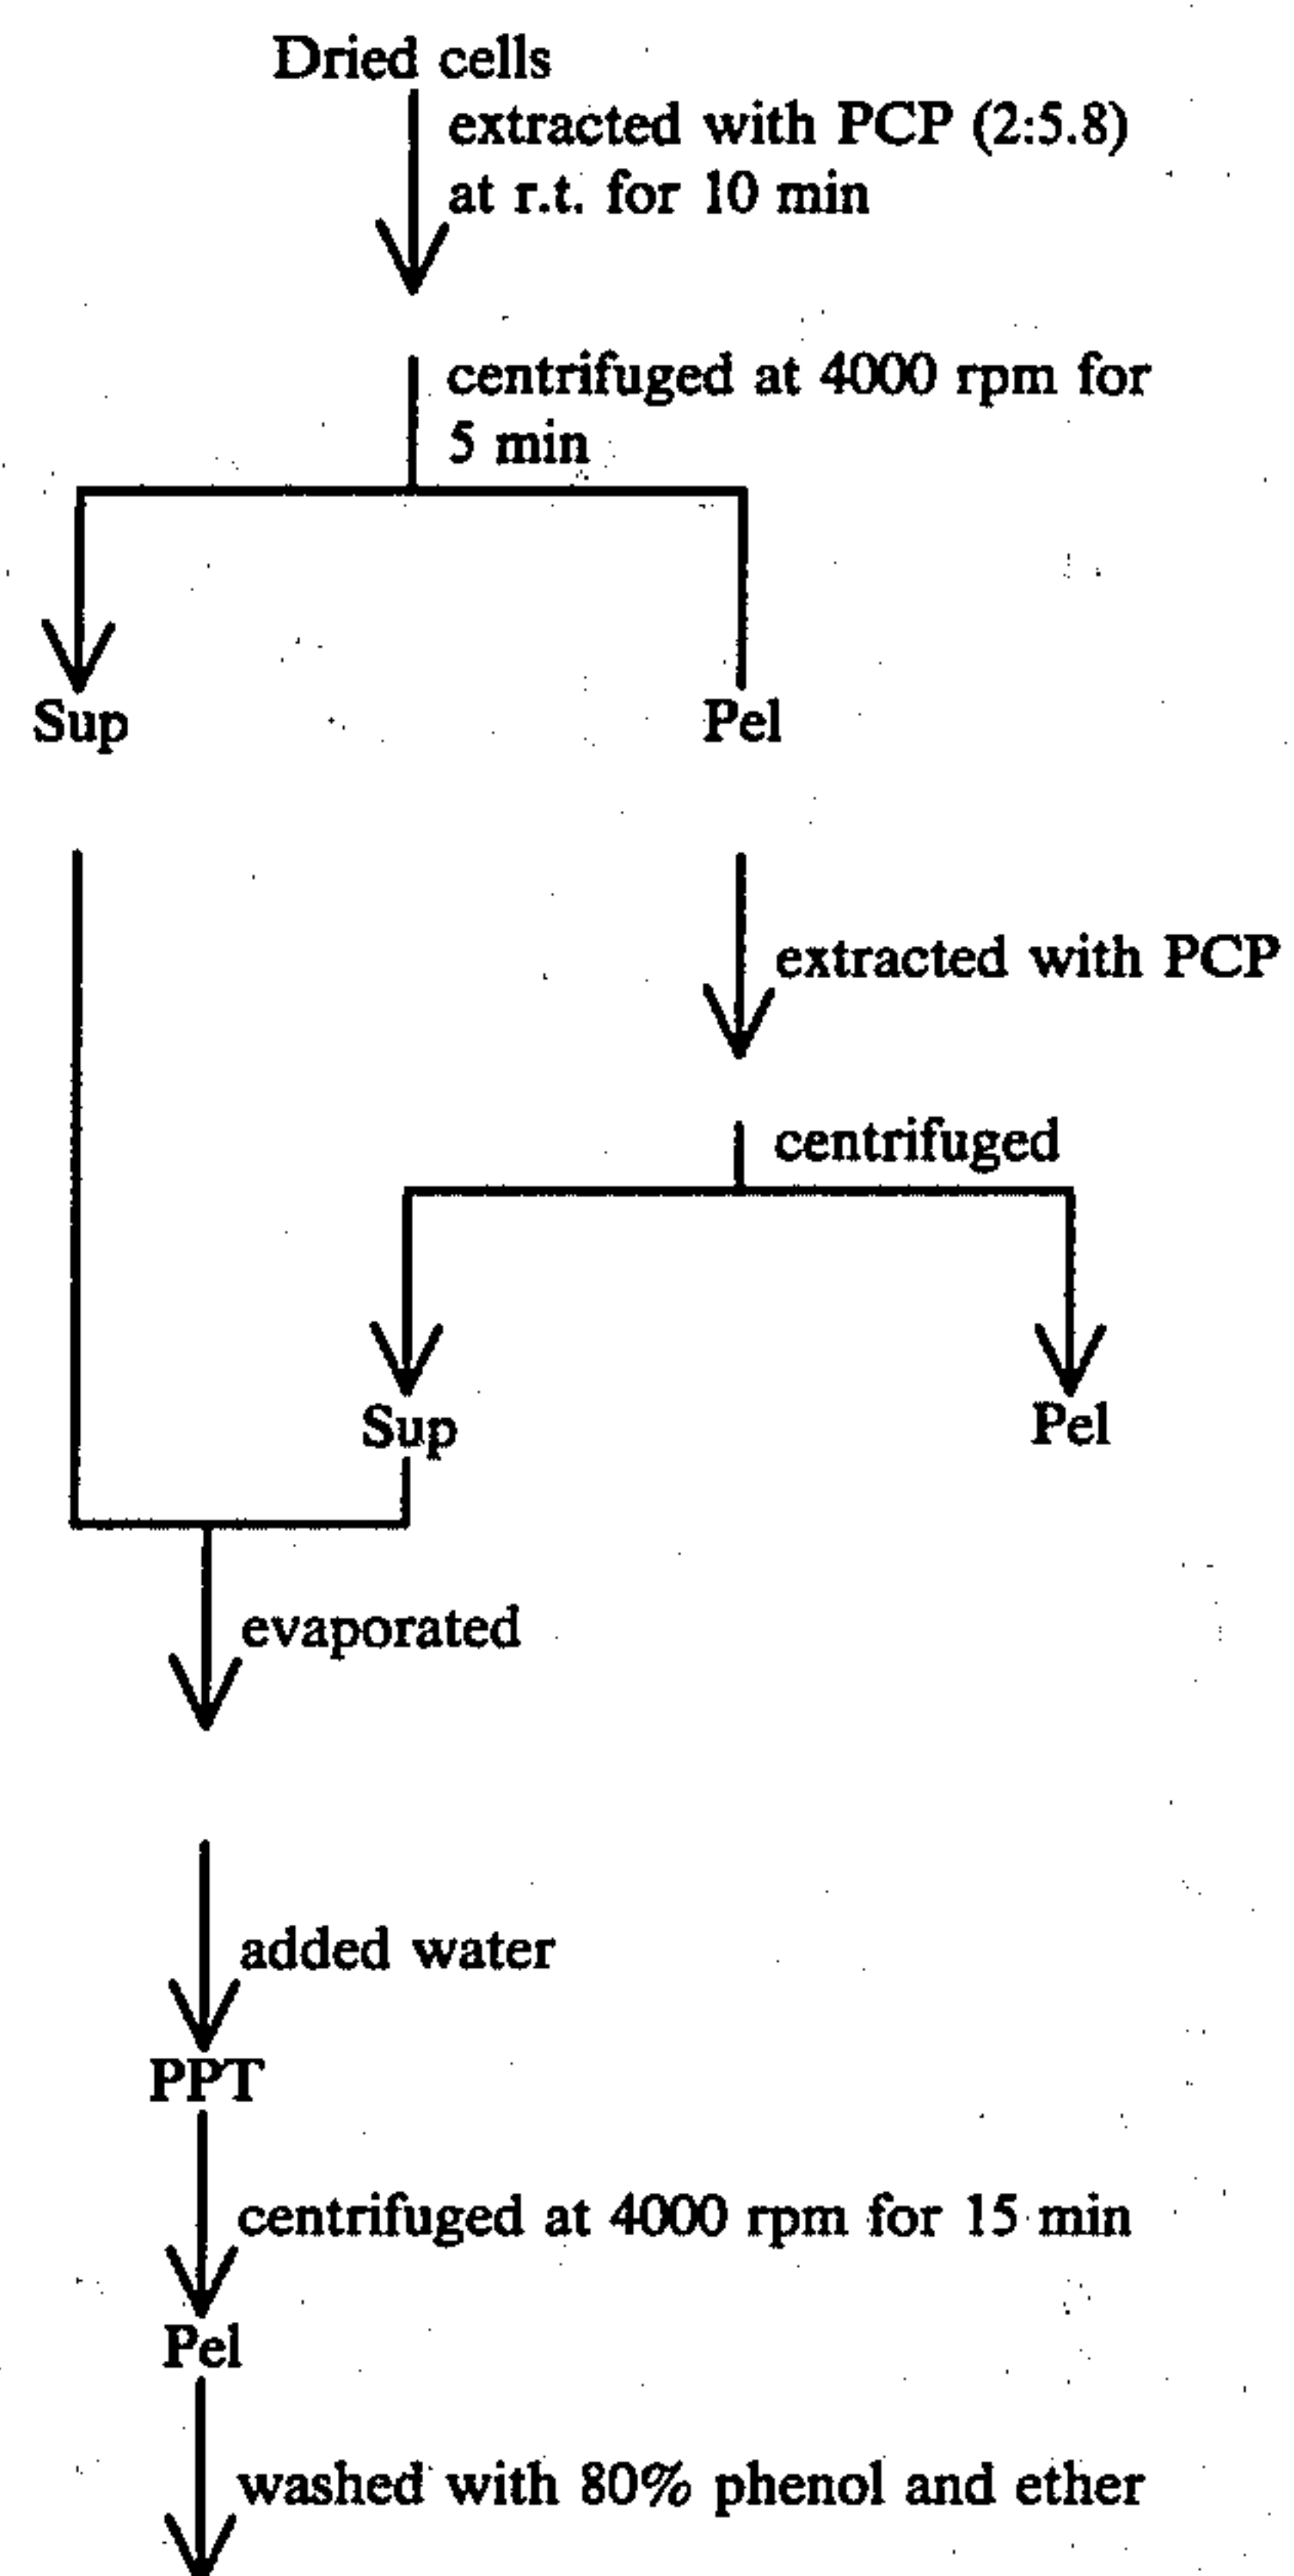 Dried cells
extracted with PCP (2:5.8)
at r.t. for 10 min
centrifuged at 4000 rpm for
5 min
Sup
Pel
extracted with PCP
centrifuged
Sup
Pel
evaporated
added water
PPT
centrifuged at 4000 rpm for 15 min
Pel
washed with 80% phenol and ether